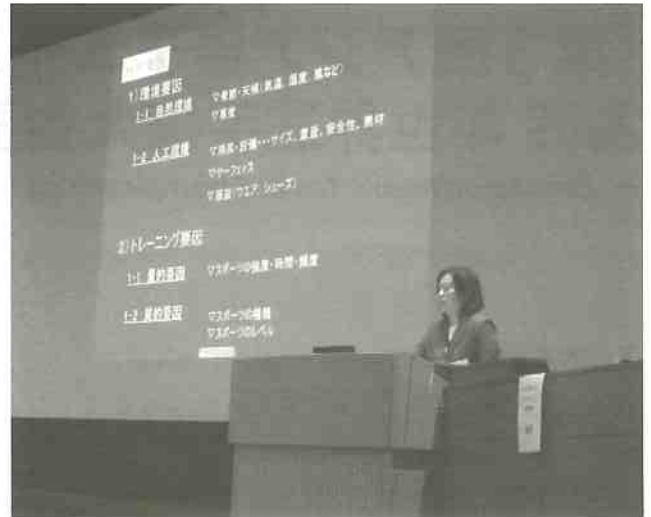 1)環境要因
1-1 自然環境 ▽季節・天候(気温、湿度、風など)
▽高度
1-2 人工環境 ▽用具・設備・・・サイズ、重量、安全性、素材
▽サーフェイス
▽服装(ウエア、シューズ)
2)トレーニング要因
1-1 量的要因 ▽スポーツの強度・時間・頻度
1-2 質的要因 ▽スポーツの種類
▽スポーツのレベル